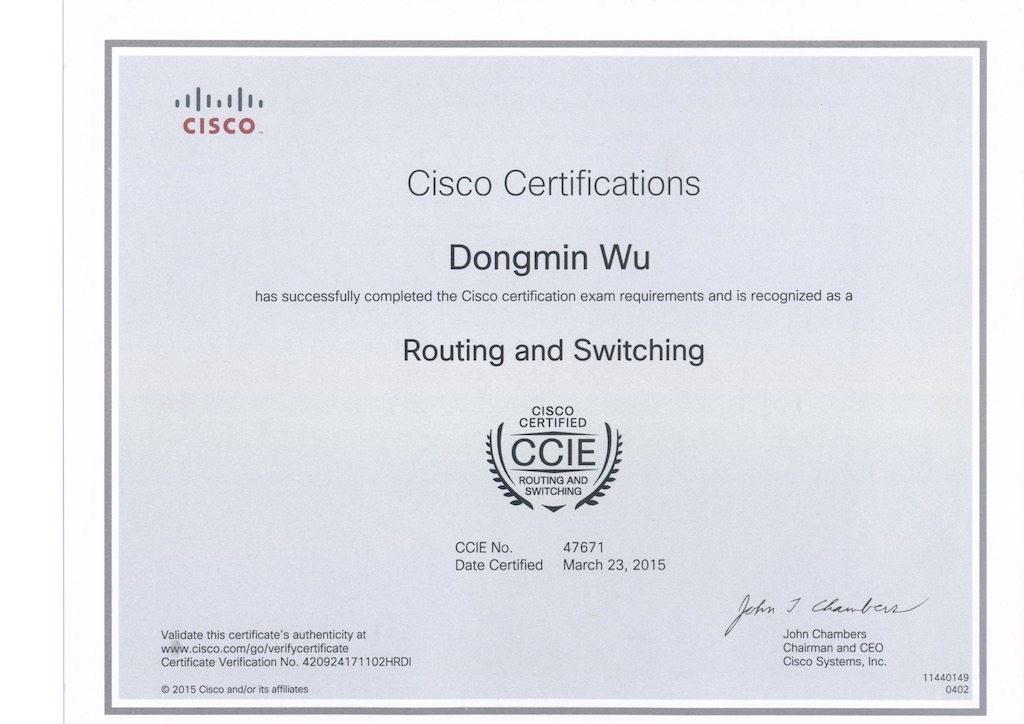 CISCO™
Cisco Certifications
Dongmin Wu
has successfully completed the Cisco certification exam requirements and is recognized as a
Routing and Switching
CISCO
CERTIFIED
CCIE
ROUTING AND
SWITCHING
CCIE No. 47671
Date Certified March 23, 2015
John T. Chambers
Validate this certificate's authenticity at
www.cisco.com/go/verifycertificate
Certificate Verification No. 420924171102HRDI
John Chambers
Chairman and CEO
Cisco Systems, Inc.
© 2015 Cisco and/or its affiliates
11440149
0402